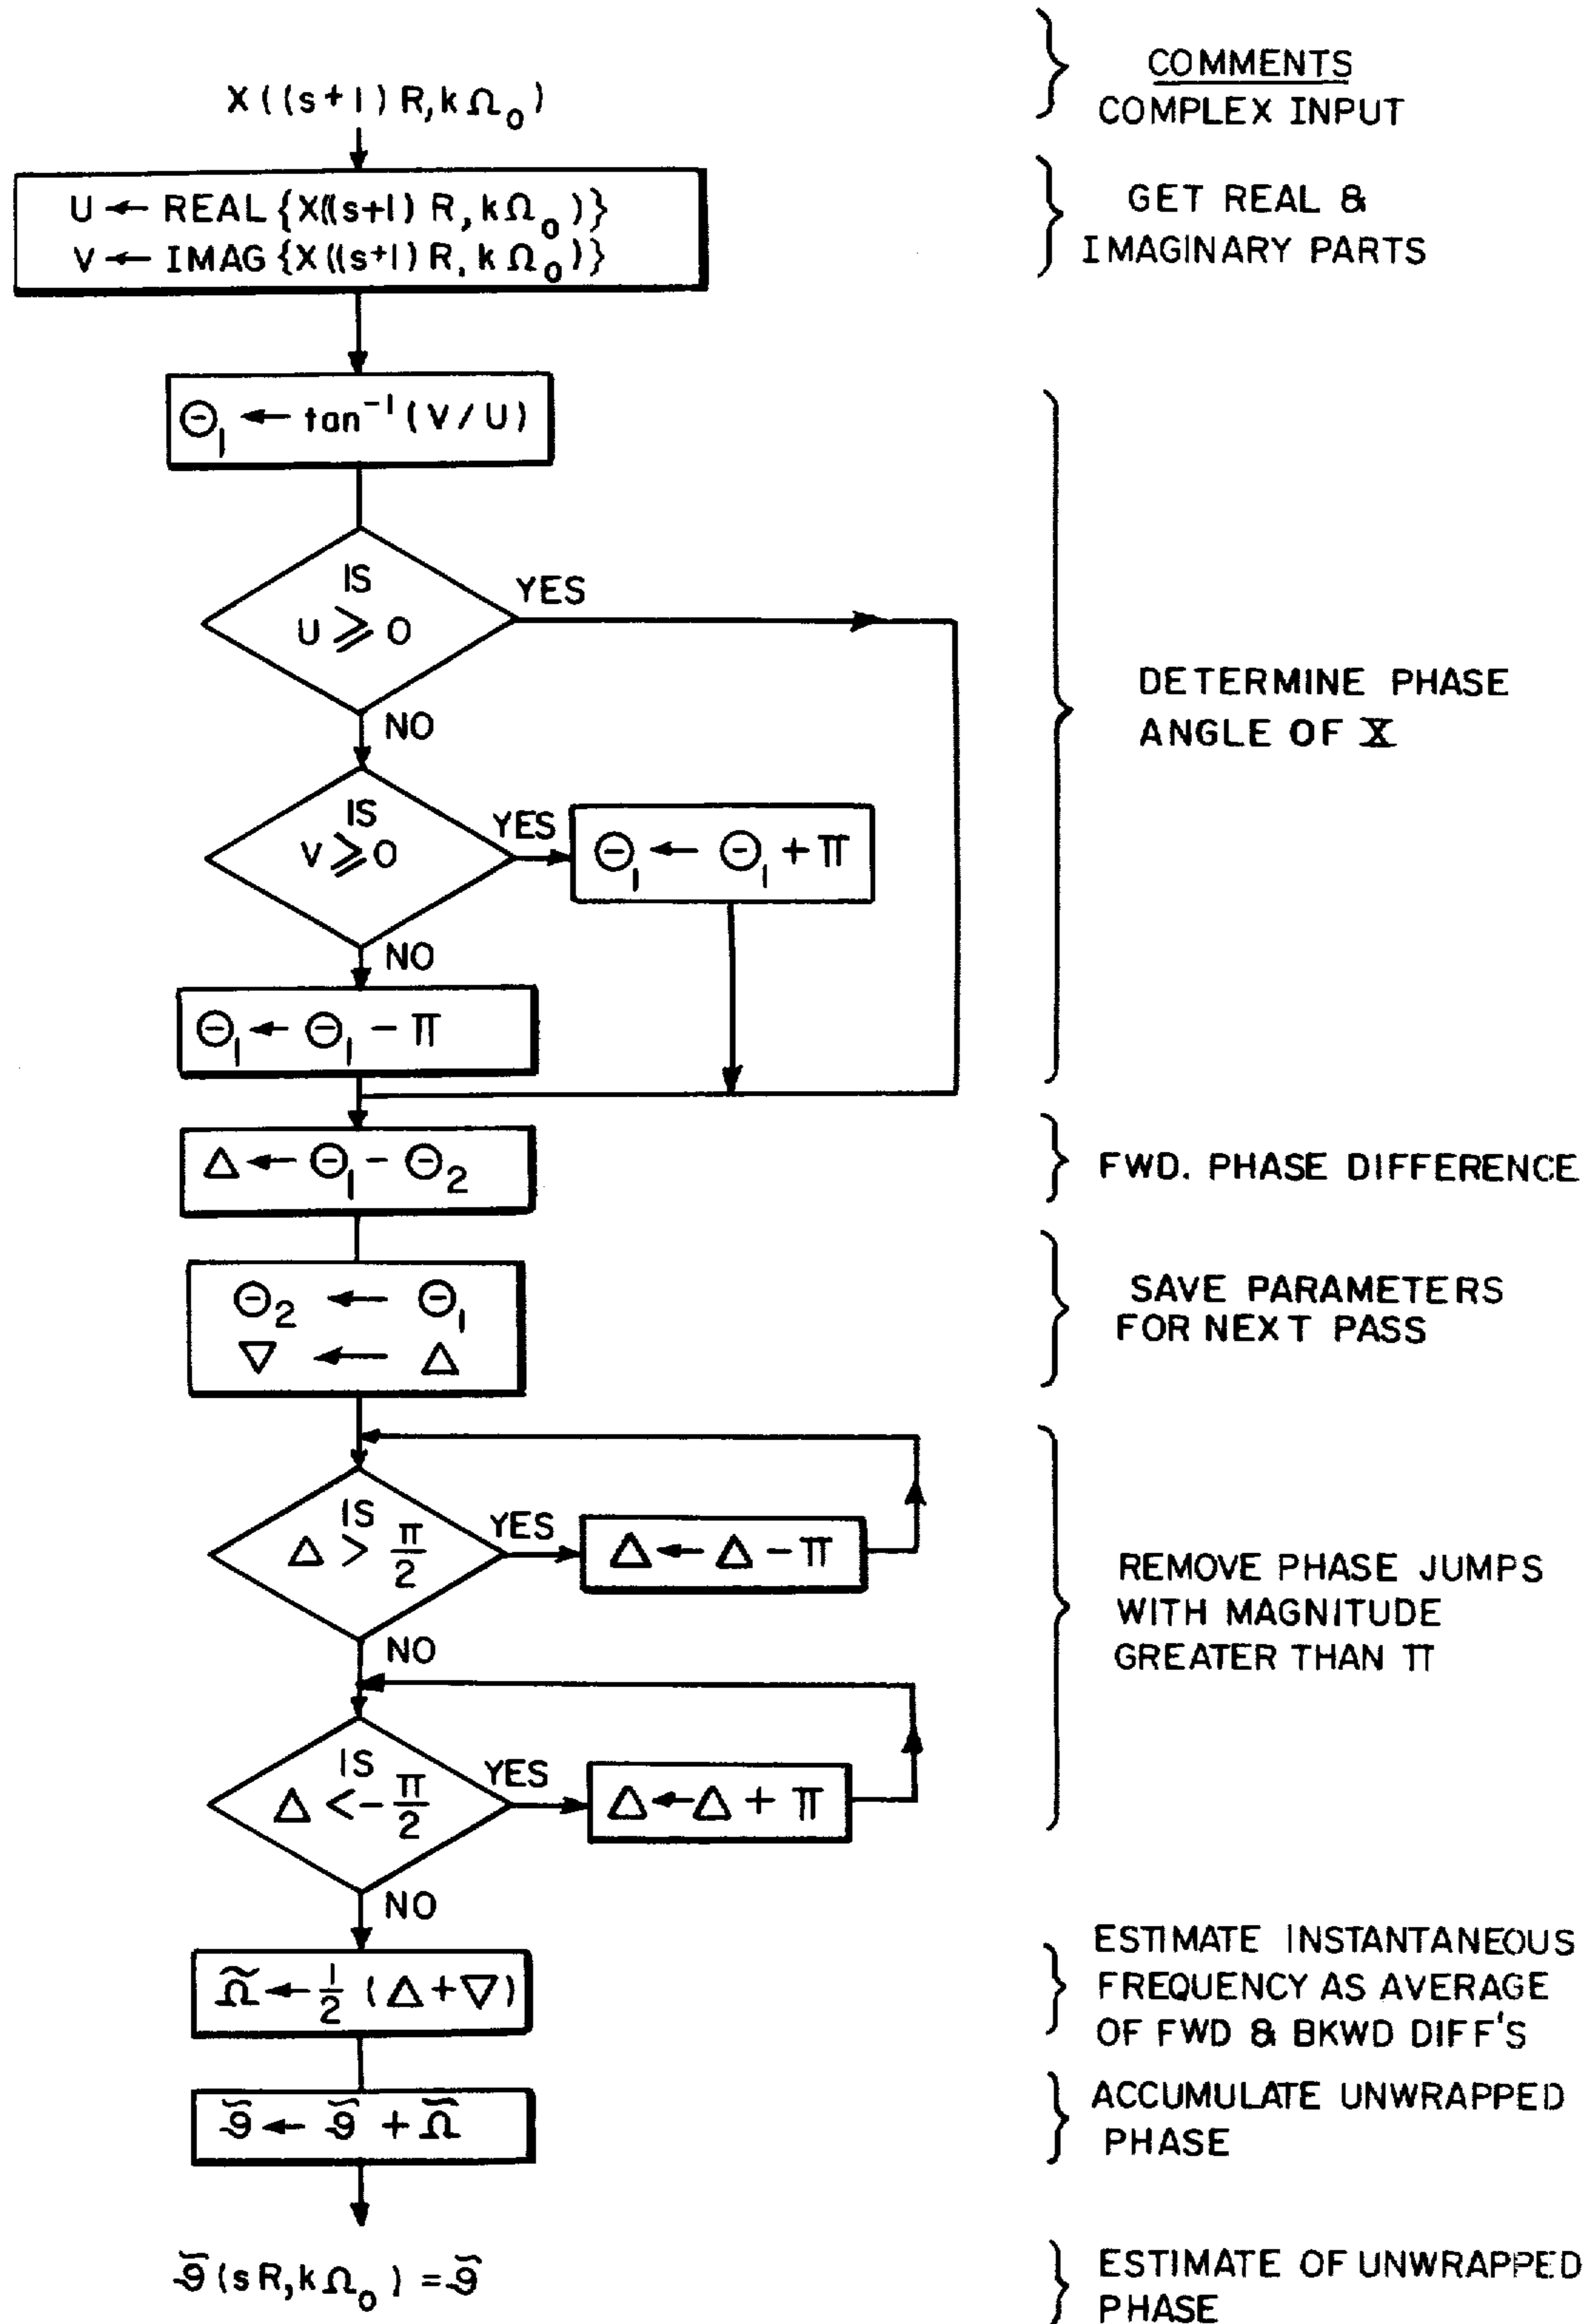 COMMENTS
X((s+1)R, kΩ₀)
COMPLEX INPUT
U ← REAL{X((s+1)R, kΩ₀)}
V ← IMAG{X((s+1)R, kΩ₀)}
GET REAL &
IMAGINARY PARTS
Θ₁ ← tan⁻¹(V/U)
IS
U ⩾ 0
YES
NO
IS
V ⩾ 0
YES
Θ₁ ← Θ₁ + π
NO
Θ₁ ← Θ₁ - π
DETERMINE PHASE
ANGLE OF X
Δ ← Θ₁ - Θ₂
FWD. PHASE DIFFERENCE
Θ₂ ← Θ₁
∇ ← Δ
SAVE PARAMETERS
FOR NEXT PASS
IS
Δ > π/2
YES
Δ ← Δ - π
NO
IS
Δ < - π/2
YES
Δ ← Δ + π
NO
REMOVE PHASE JUMPS
WITH MAGNITUDE
GREATER THAN π
Ω̃ ← 1/2 (Δ + ∇)
ESTIMATE INSTANTANEOUS
FREQUENCY AS AVERAGE
OF FWD & BKWD DIFF'S
ϑ̃ ← ϑ̃ + Ω̃
ACCUMULATE UNWRAPPED
PHASE
ϑ̃(sR, kΩ₀) = ϑ̃
ESTIMATE OF UNWRAPPED
PHASE